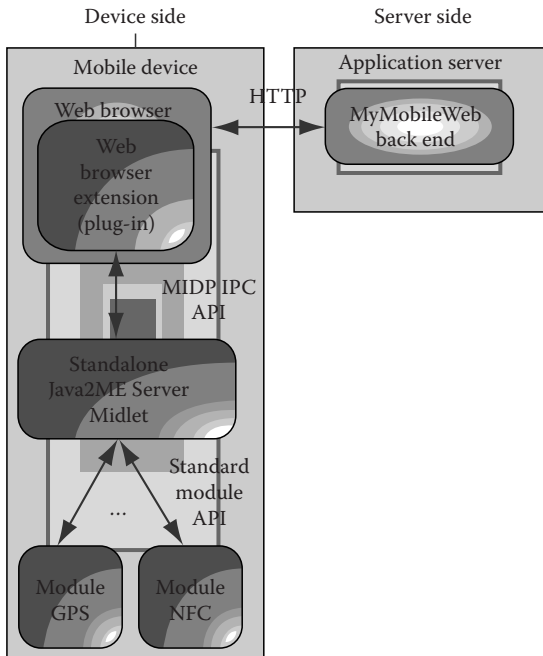 Device side
Server side
Mobile device
Application server
Web browser
HTTP
MyMobileWeb
back end
Web
browser
extension
(plug-in)
MIDP IPC
API
Standalone
Java2ME Server
Midlet
Standard
module
API
...
Module
GPS
Module
NFC